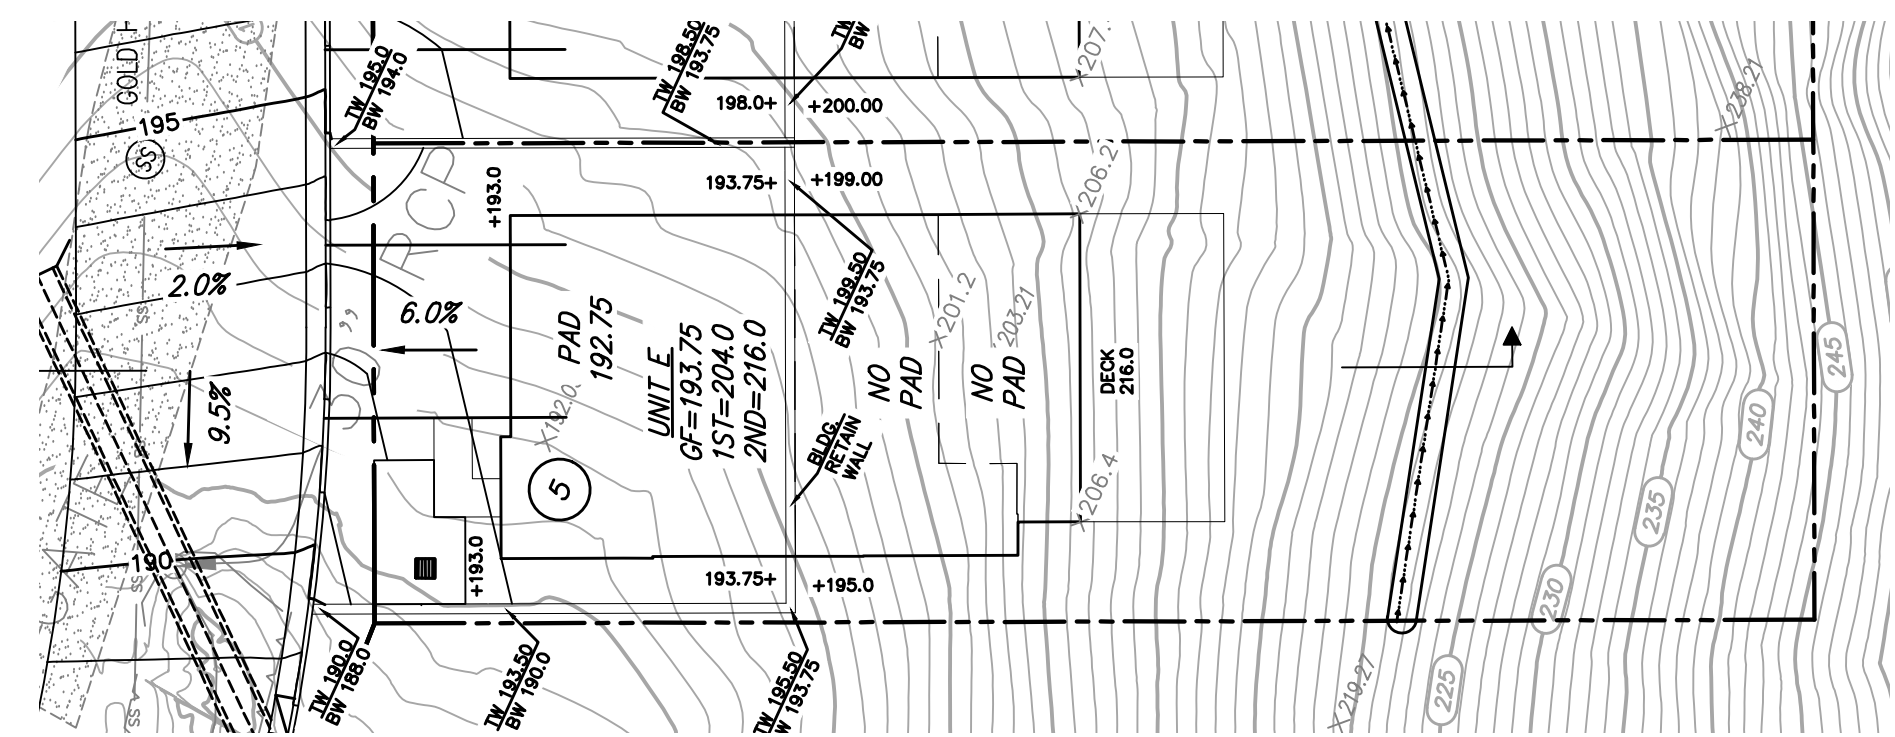 GOLD H
195
SS
2.0%
SS
9.5%
SS
190
SS
SS
TW 195.0
BW 194.0
TW 198.50
BW 193.75
TW
BW
198.0+
+200.00
207.
238.21
+193.0
193.75+
+199.00
206.2
RCP
6.0%
30"
PAD
192.75
192.0
UNIT E
GF=193.75
1ST=204.0
2ND=216.0
5
TW 199.50
BW 193.75
BLDG.
RETAIN
WALL
NO
PAD
201.2
203.21
NO
PAD
DECK
216.0
206.4
+193.0
193.75+
+195.0
TW 190.0
BW 188.0
TW 193.50
BW 190.0
TW 195.50
BW 193.75
219.27
225
230
235
240
245